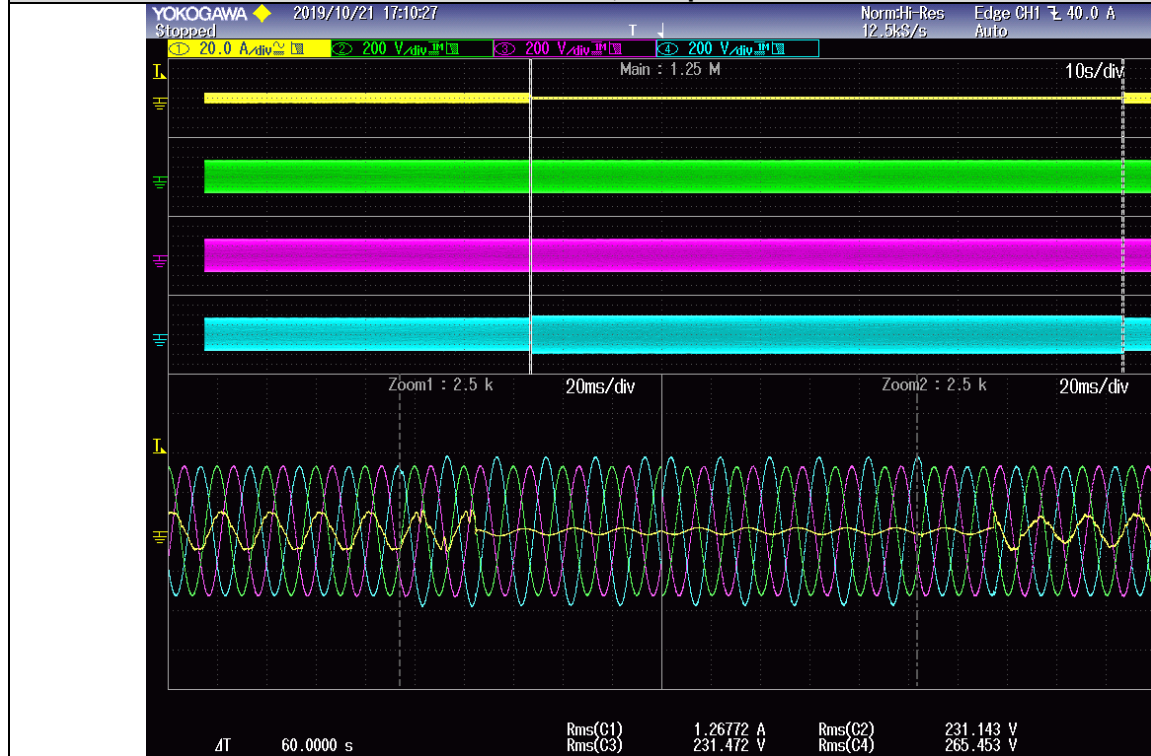 YOKOGAWA 2019/10/21 17:10:27 Norm:Hi-Res Edge CH1 40.0 A
Stopped T 12.5kS/s Auto
1 20.0 A/div 2 200 V/div 1M 3 200 V/div 1M 4 200 V/div 1M
Main : 1.25 M 10s/div
Zoom1 : 2.5 k 20ms/div Zoom2 : 2.5 k 20ms/div
Rms(C1) 1.26772 A Rms(C2) 231.143 V
ΔT 60.0000 s Rms(C3) 231.472 V Rms(C4) 265.453 V